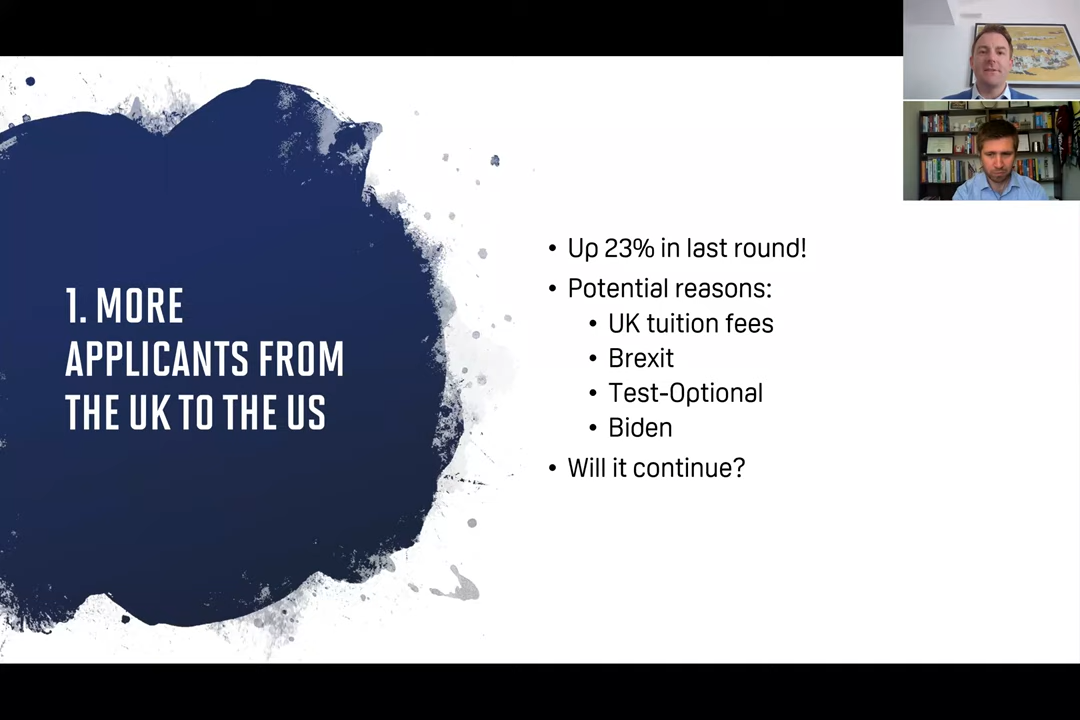 1. MORE
APPLICANTS FROM
THE UK TO THE US
• Up 23% in last round!
• Potential reasons:
• UK tuition fees
• Brexit
• Test-Optional
• Biden
• Will it continue?